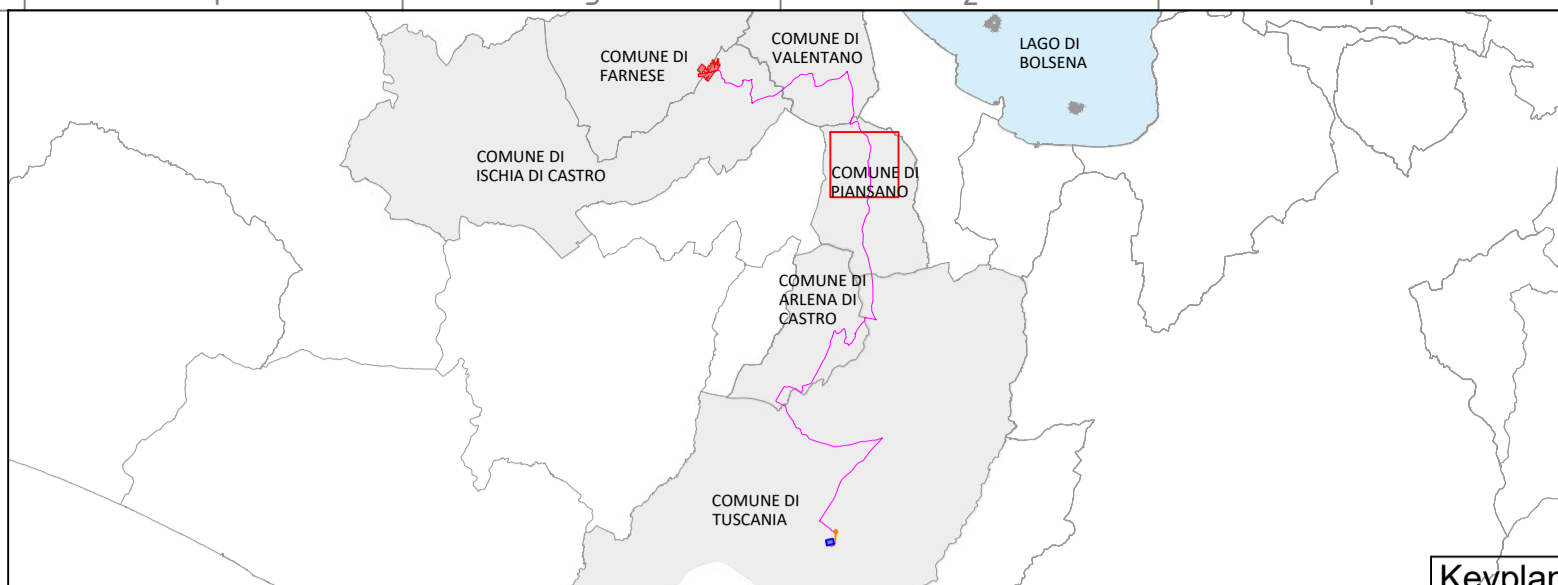 COMUNE DI
FARNESE
COMUNE DI
VALENTANO
LAGO DI
BOLSENA
COMUNE DI
ISCHIA DI CASTRO
COMUNE DI
PIANSANO
COMUNE DI
ARLENA DI
CASTRO
COMUNE DI
TUSCANIA
Keyplan